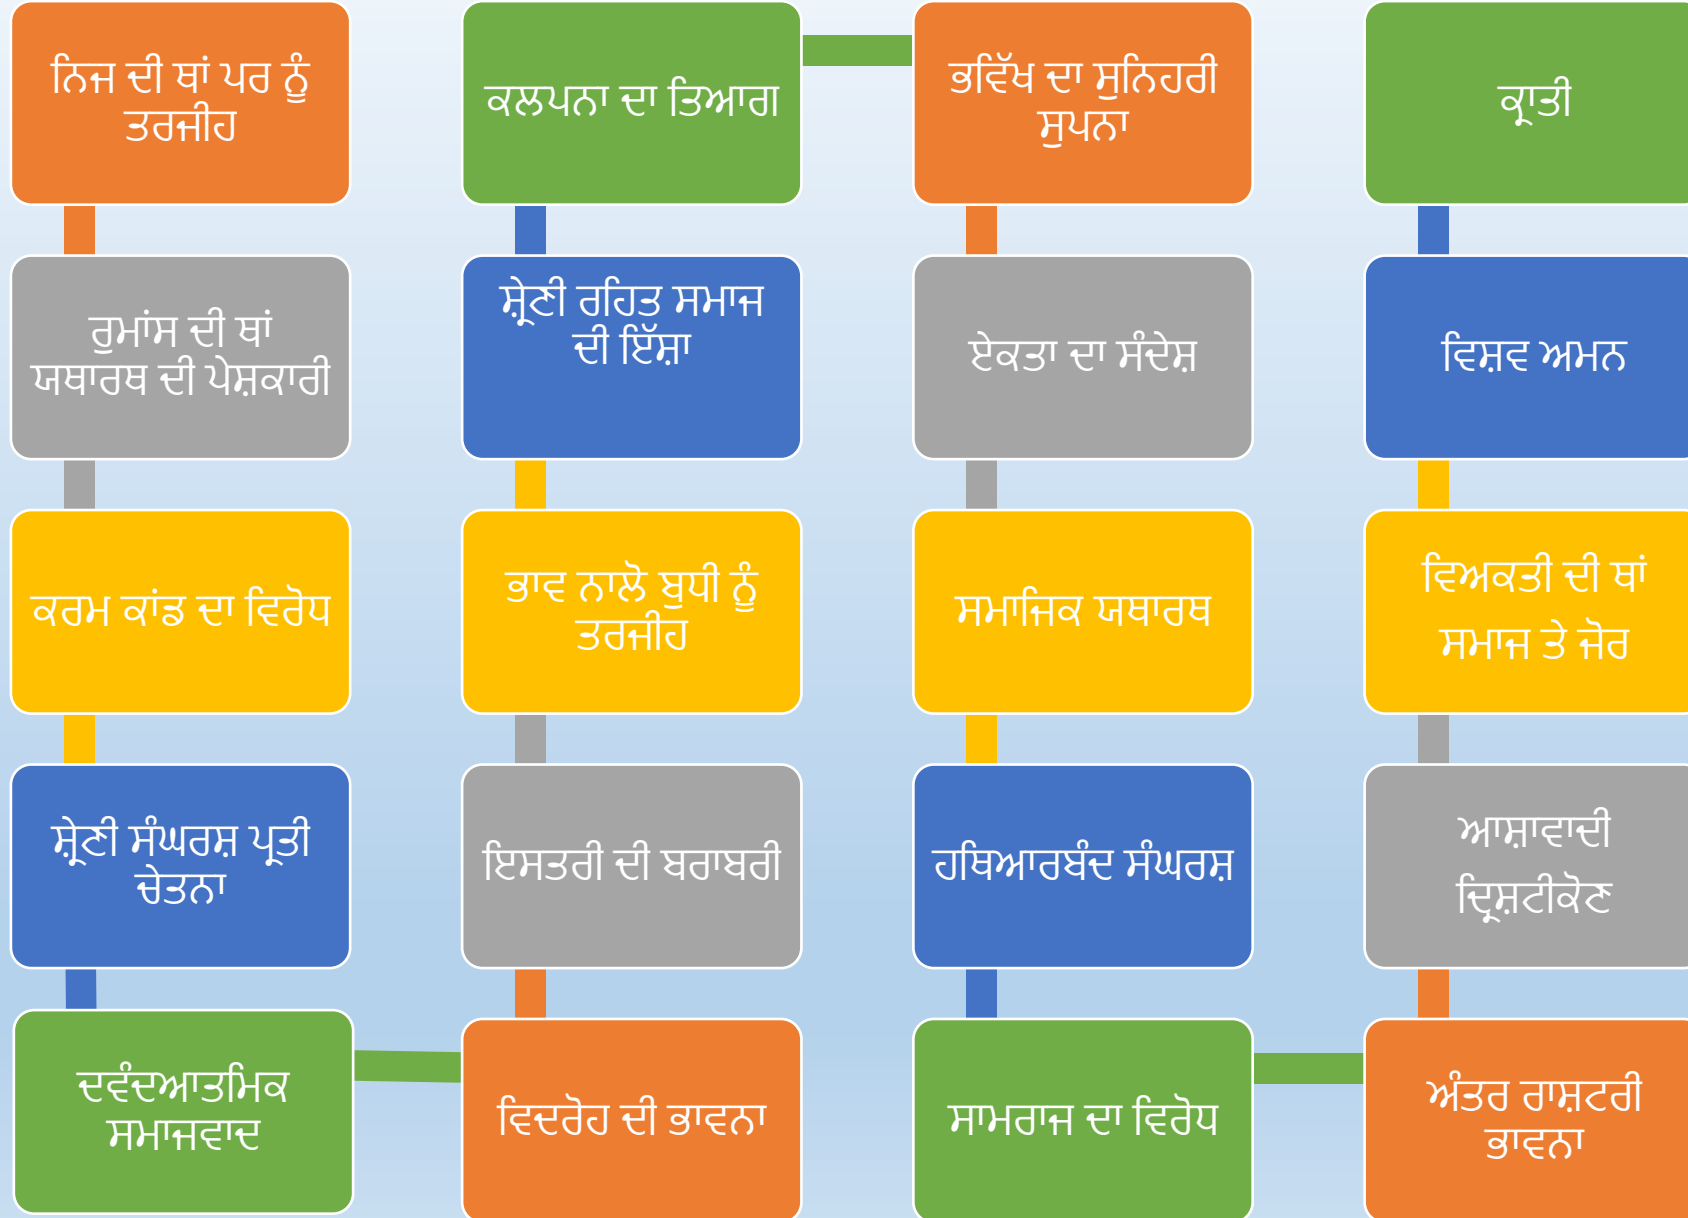 ਨਿਜ ਦੀ ਥਾਂ ਪਰ ਨੂੰ
ਤਰਜੀਹ
ਰੁਮਾਂਸ ਦੀ ਥਾਂ
ਯਥਾਰਥ ਦੀ ਪੇਸ਼ਕਾਰੀ
ਕਰਮ ਕਾਂਡ ਦਾ ਵਿਰੋਧ
ਸ਼੍ਰੇਣੀ ਸੰਘਰਸ਼ ਪ੍ਰਤੀ
ਚੇਤਨਾ
ਦਵੰਦਆਤਮਿਕ
ਸਮਾਜਵਾਦ
ਵਿਦਰੋਹ ਦੀ ਭਾਵਨਾ
ਇਸਤਰੀ ਦੀ ਬਰਾਬਰੀ
ਭਾਵ ਨਾਲੋ ਬੁਧੀ ਨੂੰ
ਤਰਜੀਹ
ਸ਼੍ਰੇਣੀ ਰਹਿਤ ਸਮਾਜ
ਦੀ ਇੱਸ਼ਾ
ਕਲਪਨਾ ਦਾ ਤਿਆਗ
ਭਵਿੱਖ ਦਾ ਸੁਨਿਹਰੀ
ਸੁਪਨਾ
ਏਕਤਾ ਦਾ ਸੰਦੇਸ਼
ਸਮਾਜਿਕ ਯਥਾਰਥ
ਹਥਿਆਰਬੰਦ ਸੰਘਰਸ਼
ਸਾਮਰਾਜ ਦਾ ਵਿਰੋਧ
ਅੰਤਰ ਰਾਸ਼ਟਰੀ
ਭਾਵਨਾ
ਆਸ਼ਾਵਾਦੀ
ਦ੍ਰਿਸ਼ਟੀਕੋਣ
ਵਿਅਕਤੀ ਦੀ ਥਾਂ
ਸਮਾਜ ਤੇ ਜੋਰ
ਵਿਸ਼ਵ ਅਮਨ
ਕ੍ਰਾਤੀ